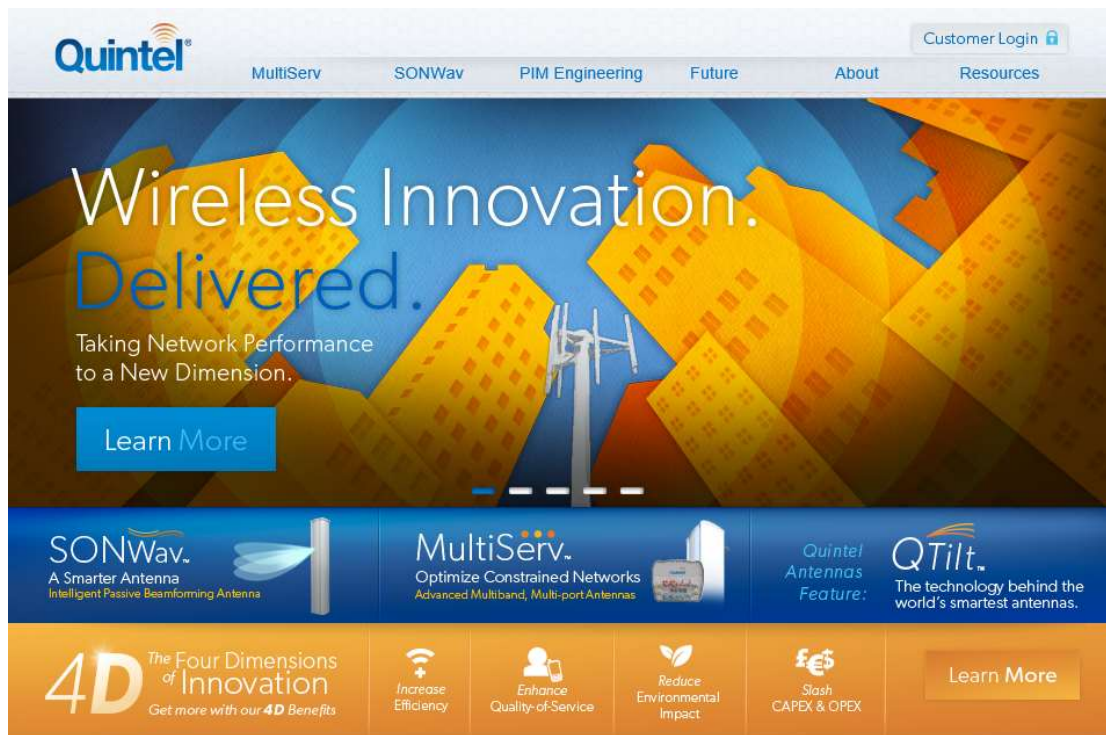 Quintel®
Customer Login
MultiServ
SONWav
PIM Engineering
Future
About
Resources
Wireless Innovation.
Delivered.
Taking Network Performance
to a New Dimension.
Learn More
SONWav™
A Smarter Antenna
Intelligent Passive Beamforming Antenna
MultiServ™
Optimize Constrained Networks
Advanced Multiband, Multi-port Antennas
Quintel
Antennas
Feature:
QTilt™
The technology behind the
world's smartest antennas.
4D
The Four Dimensions
of Innovation
Get more with our 4D Benefits
Increase
Efficiency
Enhance
Quality-of-Service
Reduce
Environmental
Impact
£€$
Slash
CAPEX & OPEX
Learn More